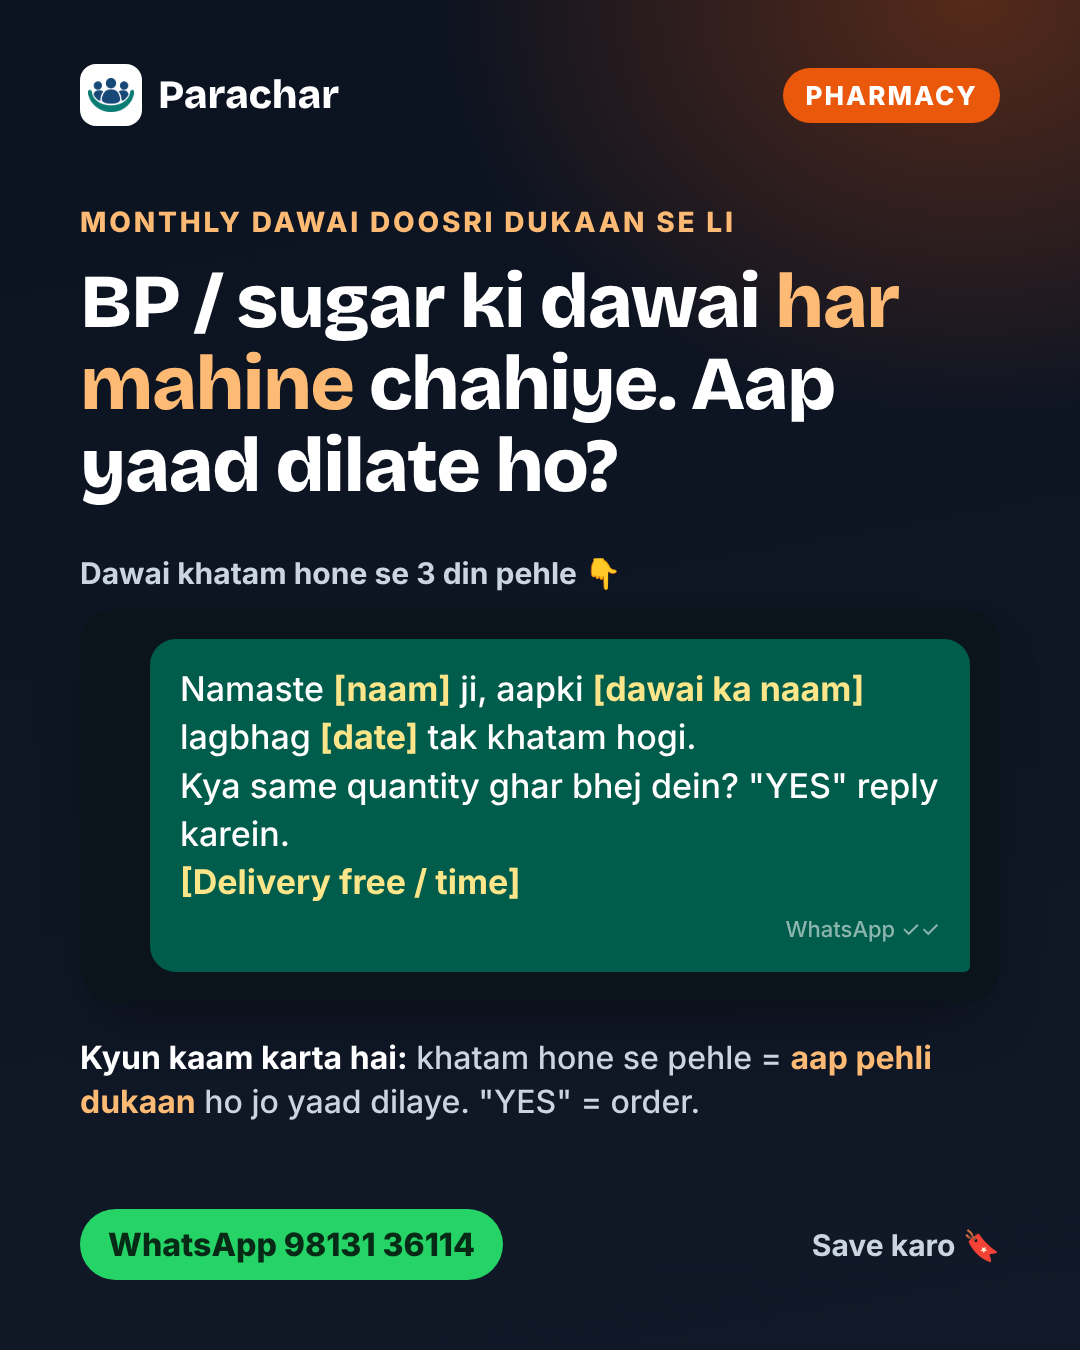 Parachar
PHARMACY
MONTHLY DAWAI DOOSRI DUKAAN SE LI
BP / sugar ki dawai har
mahine chahiye. Aap
yaad dilate ho?
Dawai khatam hone se 3 din pehle 👇
Namaste [naam] ji, aapki [dawai ka naam]
lagbhag [date] tak khatam hogi.
Kya same quantity ghar bhej dein? "YES" reply
karein.
[Delivery free / time]
WhatsApp ✓✓
Kyun kaam karta hai: khatam hone se pehle = aap pehli
dukaan ho jo yaad dilaye. "YES" = order.
WhatsApp 98131 36114
Save karo 🔖